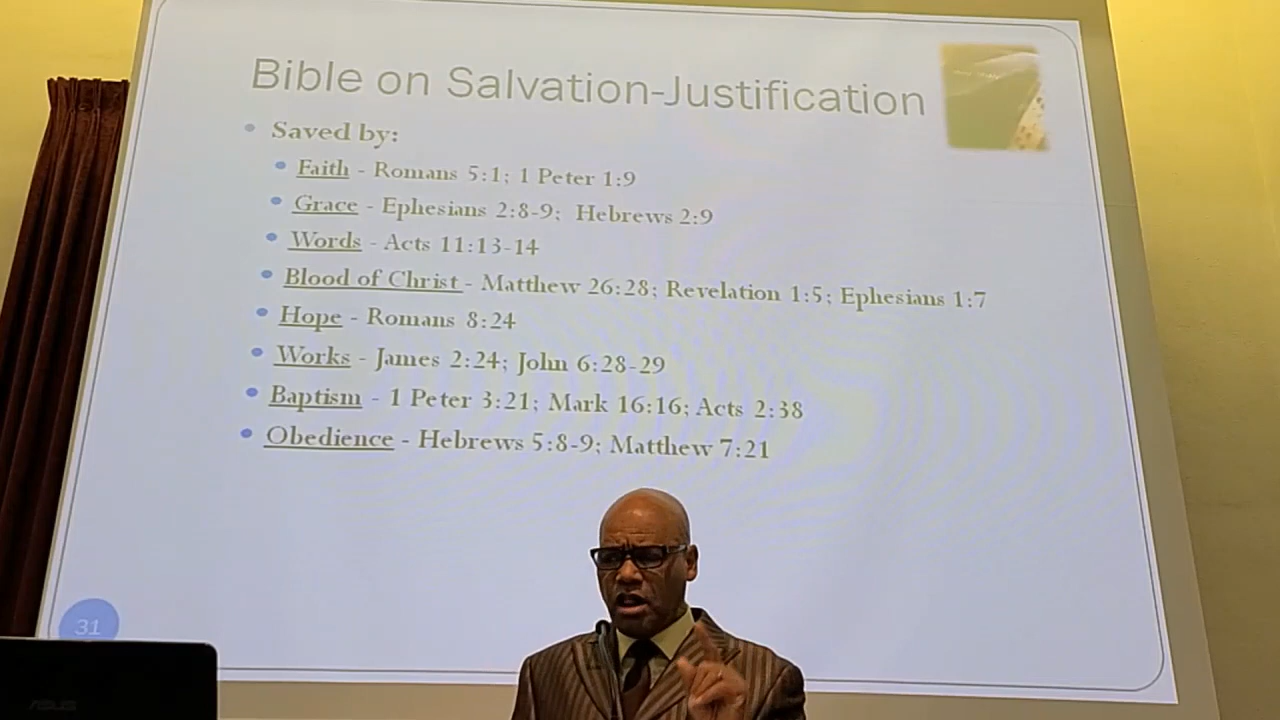 Bible on Salvation-Justification
Saved by:
Faith - Romans 5:1; 1 Peter 1:9
Grace - Ephesians 2:8-9; Hebrews 2:9
Words - Acts 11:13-14
Blood of Christ - Matthew 26:28; Revelation 1:5; Ephesians 1:7
Hope - Romans 8:24
Works - James 2:24; John 6:28-29
Baptism - 1 Peter 3:21; Mark 16:16; Acts 2:38
Obedience - Hebrews 5:8-9; Matthew 7:21
31
ASUS